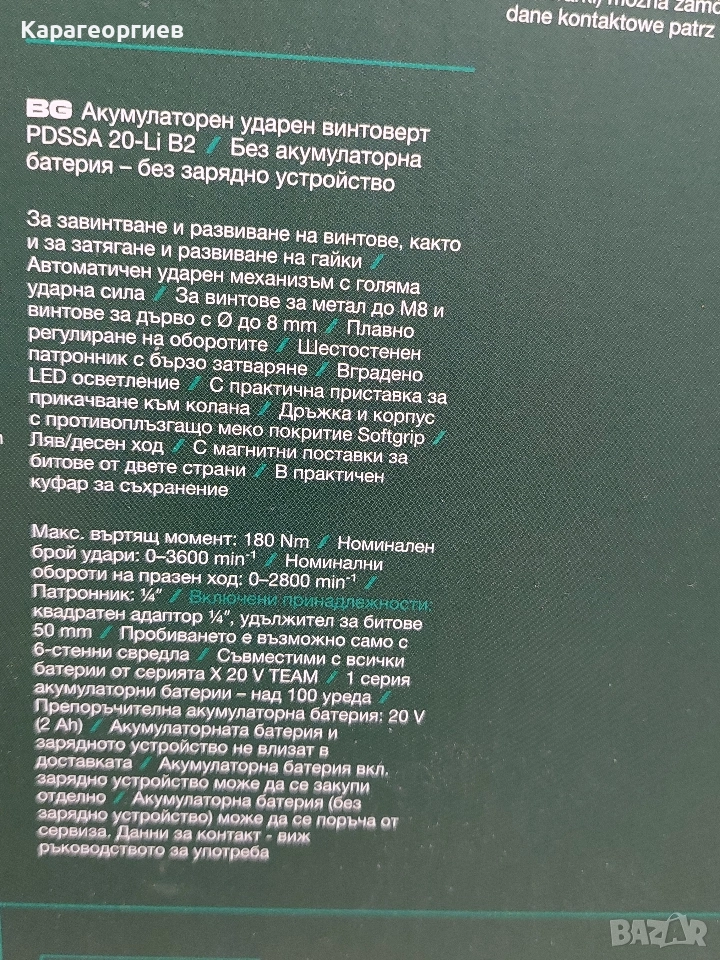 Карагеоргиев
можна
dane kontaktowe patrz
BG Акумулаторен ударен винтоверт
PDSSA 20-Li B2 / Без акумулаторна
батерия – без зарядно устройство
За завинтване и развиване на винтове, както
и за затягане и развиване на гайки /
Автоматичен ударен механизъм с голяма
ударна сила / За винтове за метал до M8 и
винтове за дърво с Ø до 8 mm / Плавно
регулиране на оборотите / Шестостенен
патронник с бързо затваряне / Вградено
LED осветление / С практична приставка за
прикачване към колана / Дръжка и корпус
с противоплъзгащо меко покритие Softgrip /
Ляв/десен ход / С магнитни поставки за
битове от двете страни / В практичен
куфар за съхранение
Макс. въртящ момент: 180 Nm / Номинален
брой удари: 0–3600 min⁻¹ / Номинални
обороти на празен ход: 0–2800 min⁻¹ /
Патронник: ¼″ / Включени принадлежности:
квадратен адаптор ¼″, удължител за битове
50 mm / Пробиването е възможно само с
6-стенни свредла / Съвместими с всички
батерии от серията X 20 V TEAM / 1 серия
акумулаторни батерии – над 100 уреда /
Препоръчителна акумулаторна батерия: 20 V
(2 Ah) / Акумулаторната батерия и
зарядното устройство не влизат в
доставката / Акумулаторна батерия вкл.
зарядно устройство може да се закупи
отделно / Акумулаторна батерия (без
зарядно устройство) може да се поръча от
сервиза. Данни за контакт - виж
ръководството за употреба
BAZAR